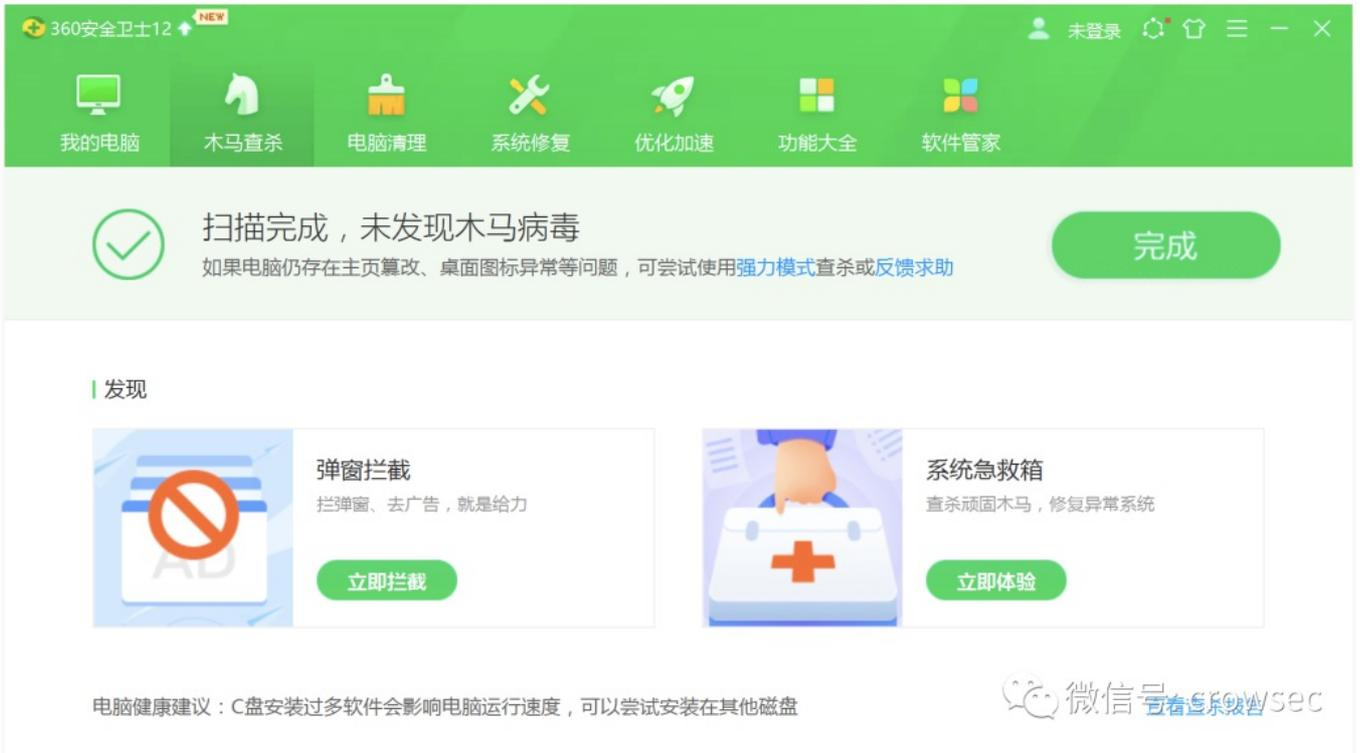 360安全卫士12
NEW
未登录
我的电脑
木马查杀
电脑清理
系统修复
优化加速
功能大全
软件管家
扫描完成，未发现木马病毒
如果电脑仍存在主页篡改、桌面图标异常等问题，可尝试使用强力模式查杀或反馈求助
完成
发现
AD
弹窗拦截
拦弹窗、去广告，就是给力
立即拦截
系统急救箱
查杀顽固木马，修复异常系统
立即体验
电脑健康建议：C盘安装过多软件会影响电脑运行速度，可以尝试安装在其他磁盘
查看查杀报告
微信号: crowsec